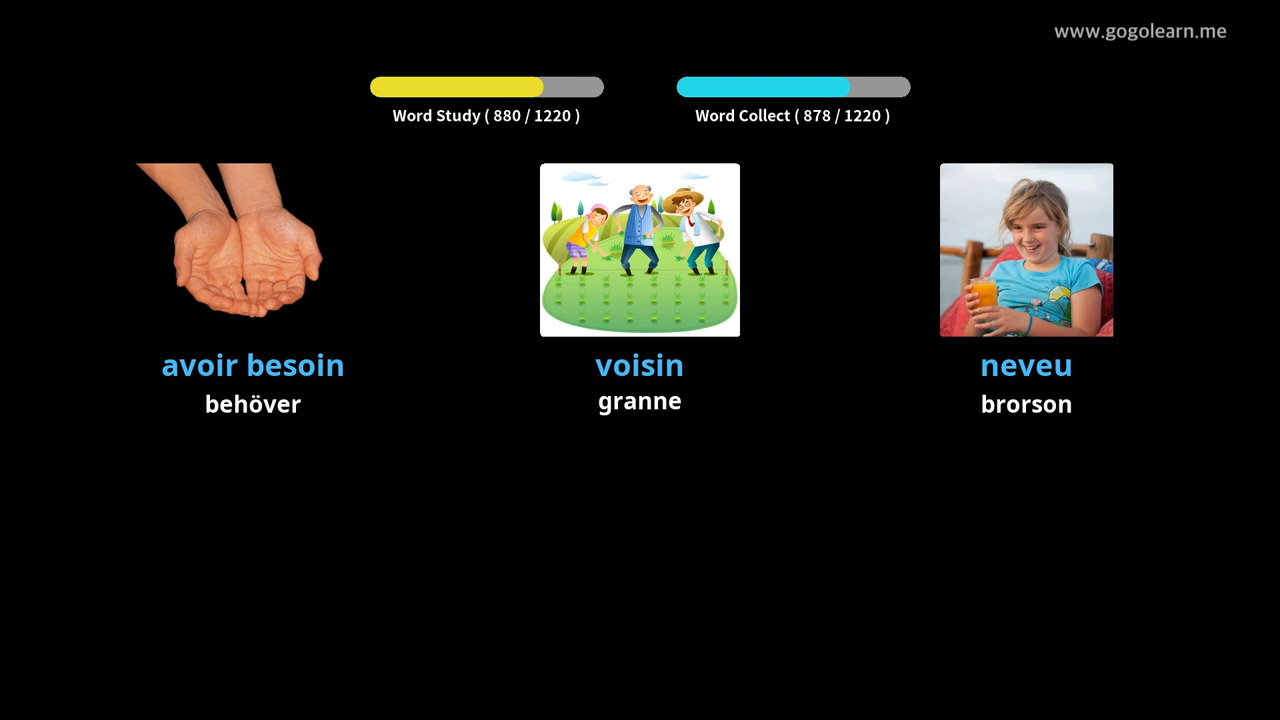 www.gogolearn.me
Word Study ( 880 / 1220 )
Word Collect ( 878 / 1220 )
avoir besoin
behöver
voisin
granne
neveu
brorson